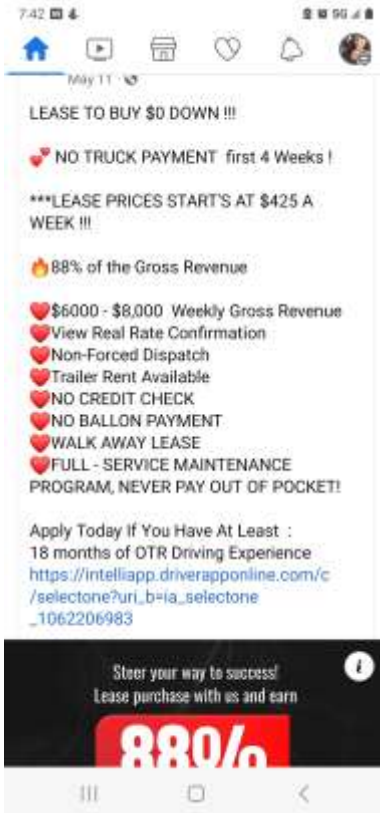 7:42
5G
May 11
LEASE TO BUY $0 DOWN !!!
💕 NO TRUCK PAYMENT first 4 Weeks !
***LEASE PRICES START'S AT $425 A
WEEK !!!
🔥88% of the Gross Revenue
❤️$6000 - $8,000 Weekly Gross Revenue
❤️View Real Rate Confirmation
❤️Non-Forced Dispatch
❤️Trailer Rent Available
❤️NO CREDIT CHECK
❤️NO BALLON PAYMENT
❤️WALK AWAY LEASE
❤️FULL - SERVICE MAINTENANCE
PROGRAM, NEVER PAY OUT OF POCKET!
Apply Today If You Have At Least :
18 months of OTR Driving Experience
https://intelliapp.driverapponline.com/c
/selectone?uri_b=ia_selectone
_1062206983
Steer your way to success!
Lease purchase with us and earn
88%